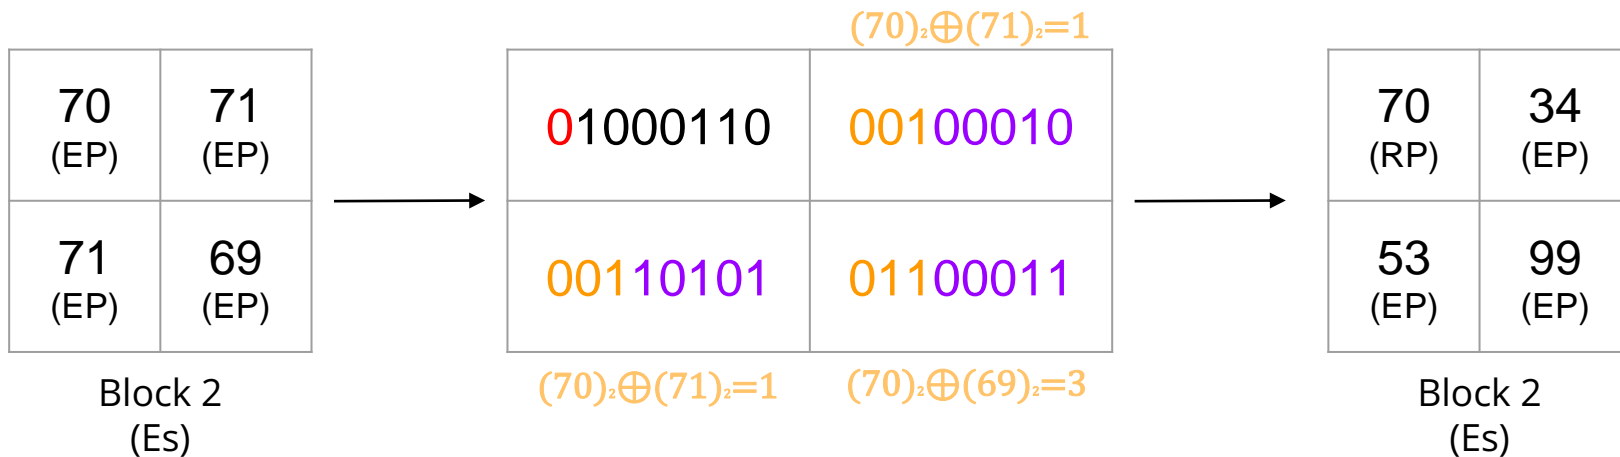 (70)₂⊕(71)₂=1
70 71
(EP) (EP)
71 69
(EP) (EP)
Block 2
(Es)
01000110 00100010
00110101 01100011
(70)₂⊕(71)₂=1 (70)₂⊕(69)₂=3
70 34
(RP) (EP)
53 99
(EP) (EP)
Block 2
(Es)